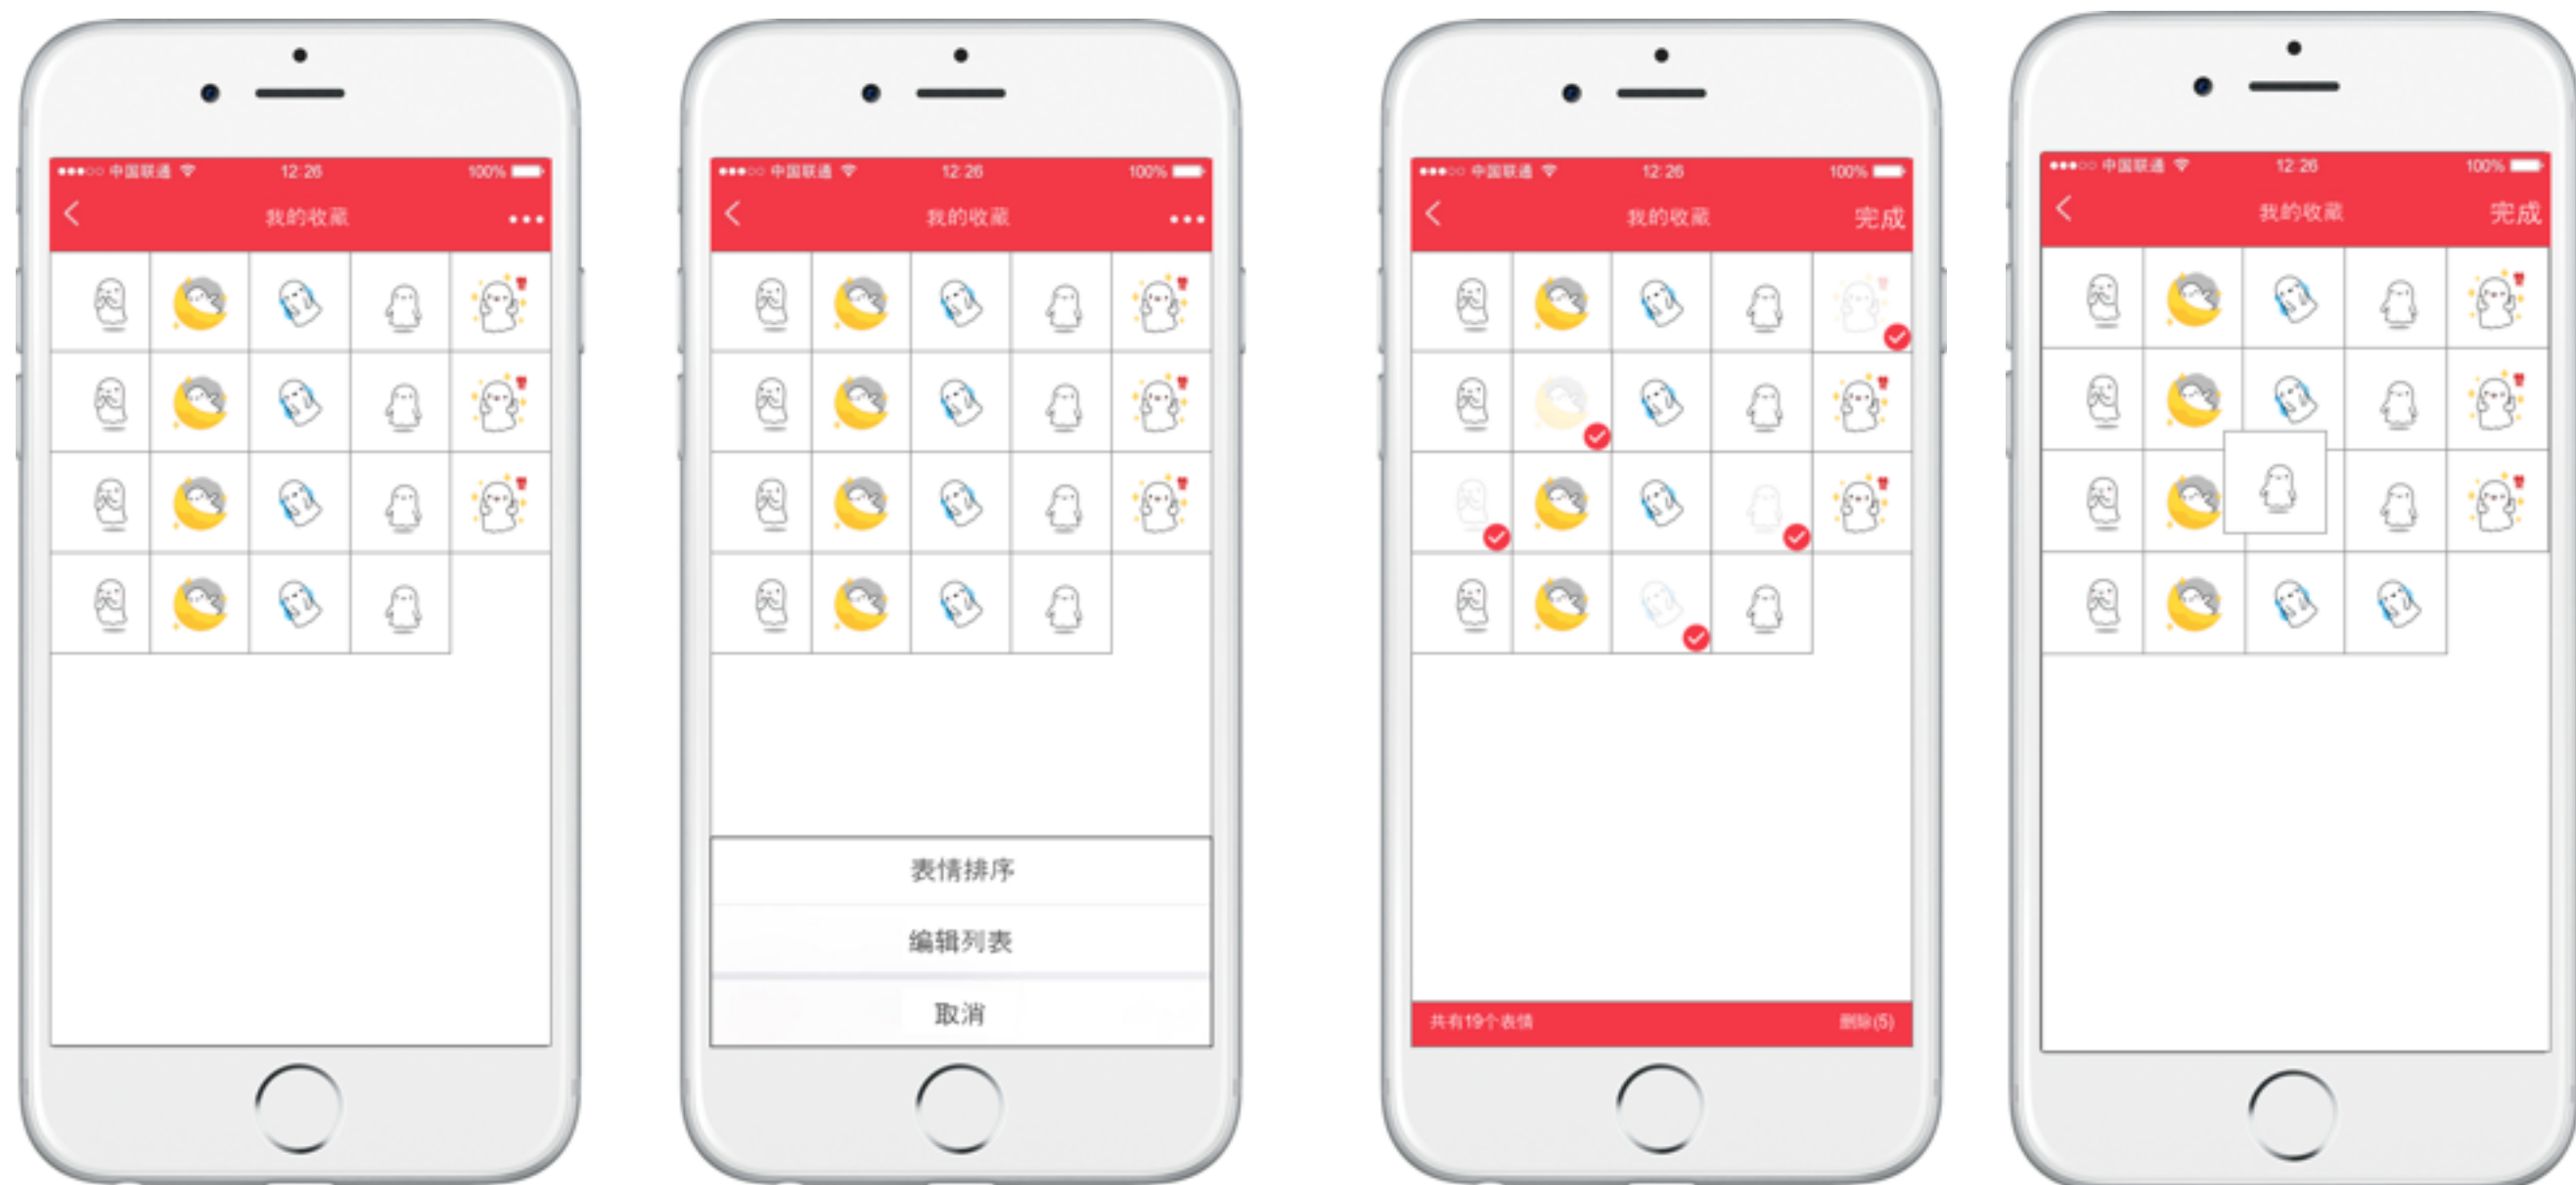 中国联通 12:26 100%
我的收藏
中国联通 12:26 100%
我的收藏
表情排序
编辑列表
取消
中国联通 12:26 100%
我的收藏 完成
共有19个表情 删除(5)
中国联通 12:26 100%
我的收藏 完成